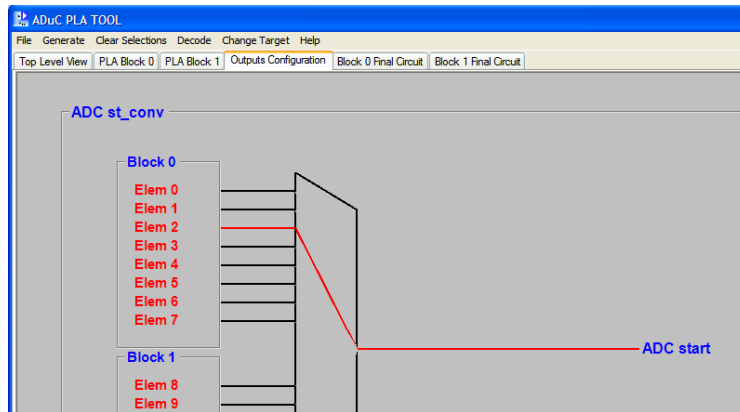 ADuC PLA TOOL
File Generate Clear Selections Decode Change Target Help
Top Level View PLA Block 0 PLA Block 1 Outputs Configuration Block 0 Final Circuit Block 1 Final Circuit
ADC st_conv
Block 0
Elem 0
Elem 1
Elem 2
Elem 3
Elem 4
Elem 5
Elem 6
Elem 7
ADC start
Block 1
Elem 8
Elem 9